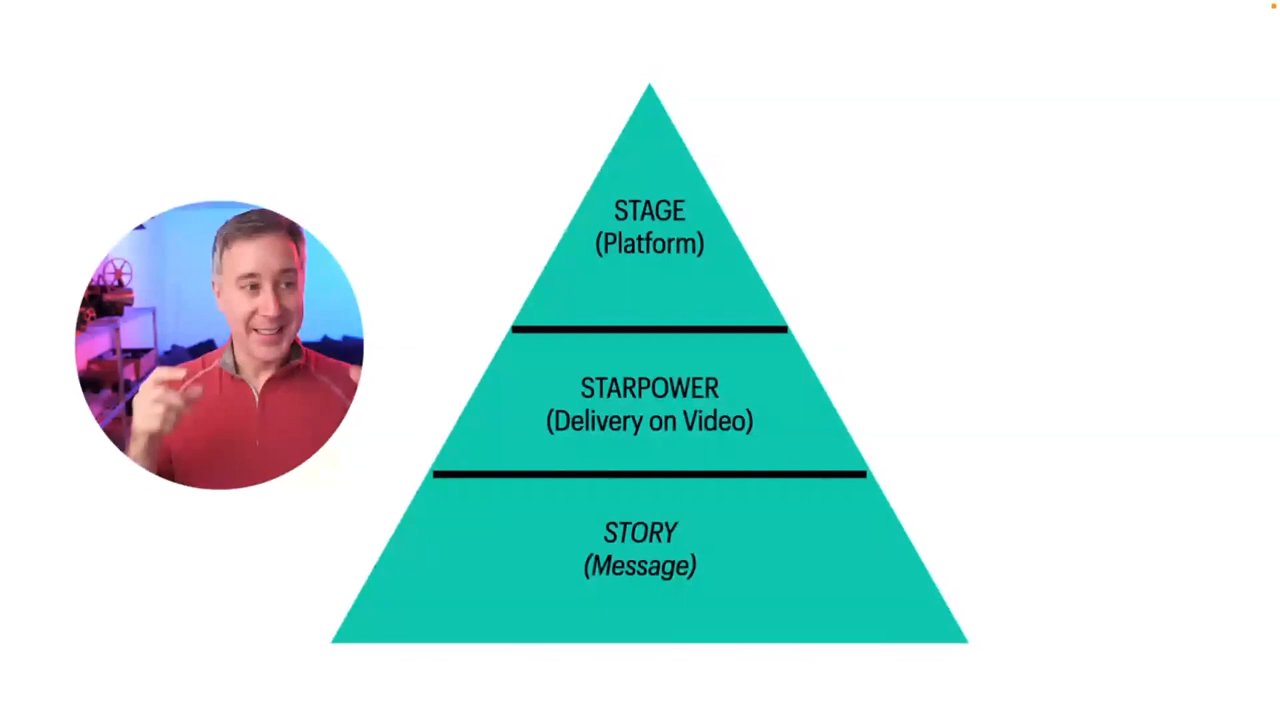 STAGE
(Platform)
STARPOWER
(Delivery on Video)
STORY
(Message)